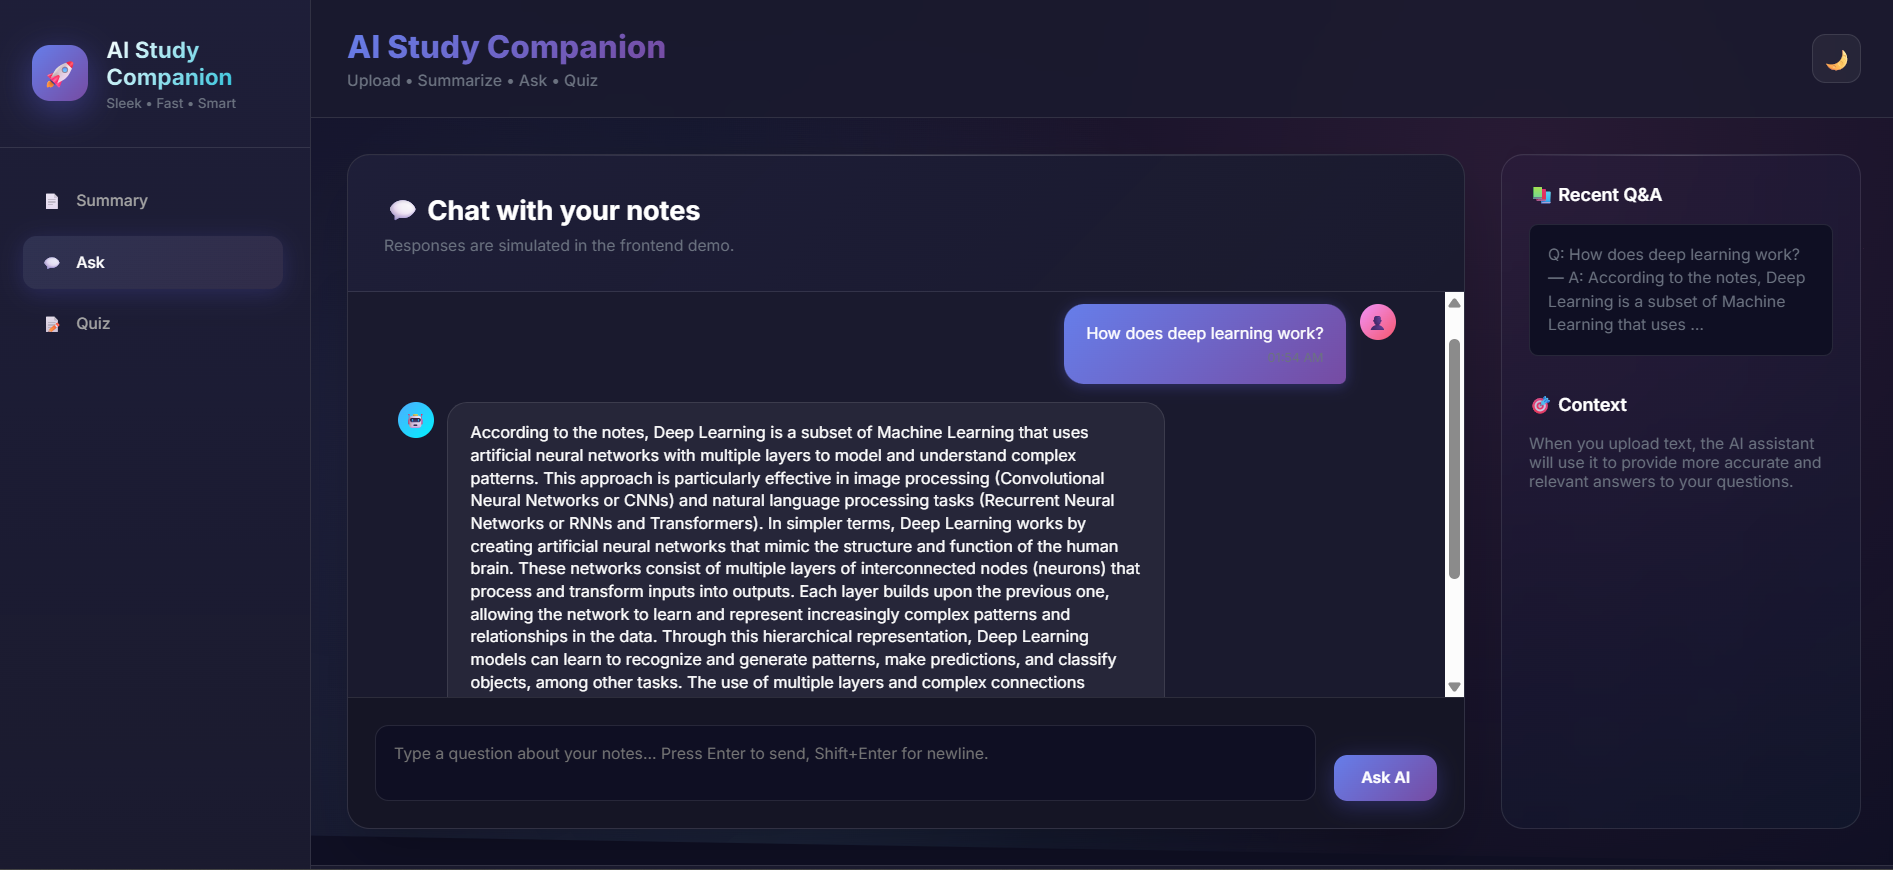 AI Study
Companion
Sleek • Fast • Smart
Summary
Ask
Quiz
AI Study Companion
Upload • Summarize • Ask • Quiz
Chat with your notes
Responses are simulated in the frontend demo.
How does deep learning work?
01:54 AM
According to the notes, Deep Learning is a subset of Machine Learning that uses
artificial neural networks with multiple layers to model and understand complex
patterns. This approach is particularly effective in image processing (Convolutional
Neural Networks or CNNs) and natural language processing tasks (Recurrent Neural
Networks or RNNs and Transformers). In simpler terms, Deep Learning works by
creating artificial neural networks that mimic the structure and function of the human
brain. These networks consist of multiple layers of interconnected nodes (neurons) that
process and transform inputs into outputs. Each layer builds upon the previous one,
allowing the network to learn and represent increasingly complex patterns and
relationships in the data. Through this hierarchical representation, Deep Learning
models can learn to recognize and generate patterns, make predictions, and classify
objects, among other tasks. The use of multiple layers and complex connections
Type a question about your notes... Press Enter to send, Shift+Enter for newline.
Ask AI
Recent Q&A
Q: How does deep learning work?
— A: According to the notes, Deep
Learning is a subset of Machine
Learning that uses ...
Context
When you upload text, the AI assistant
will use it to provide more accurate and
relevant answers to your questions.